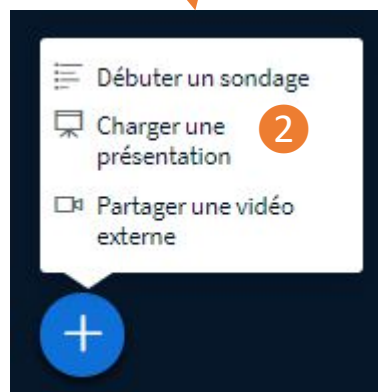 Débuter un sondage
Charger une 2
présentation
Partager une vidéo
externe